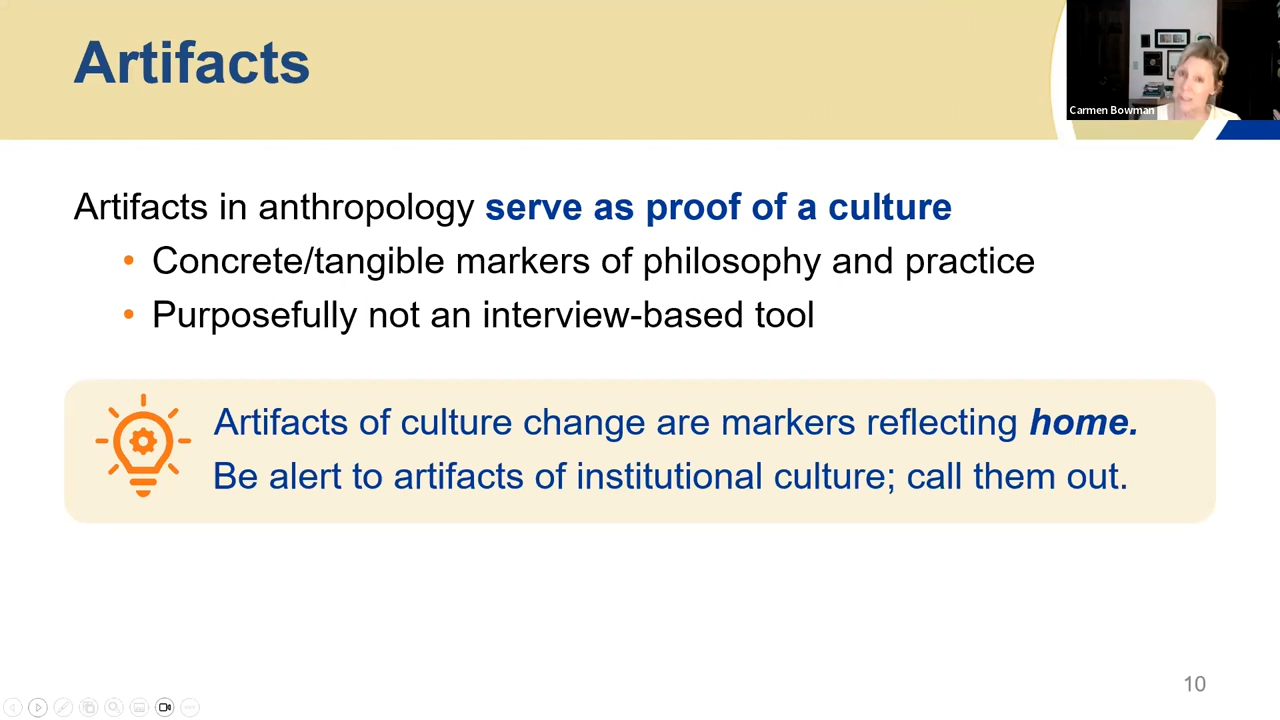 Artifacts
Carmen Bowman
Artifacts in anthropology serve as proof of a culture
• Concrete/tangible markers of philosophy and practice
• Purposefully not an interview-based tool
Artifacts of culture change are markers reflecting home.
Be alert to artifacts of institutional culture; call them out.
10